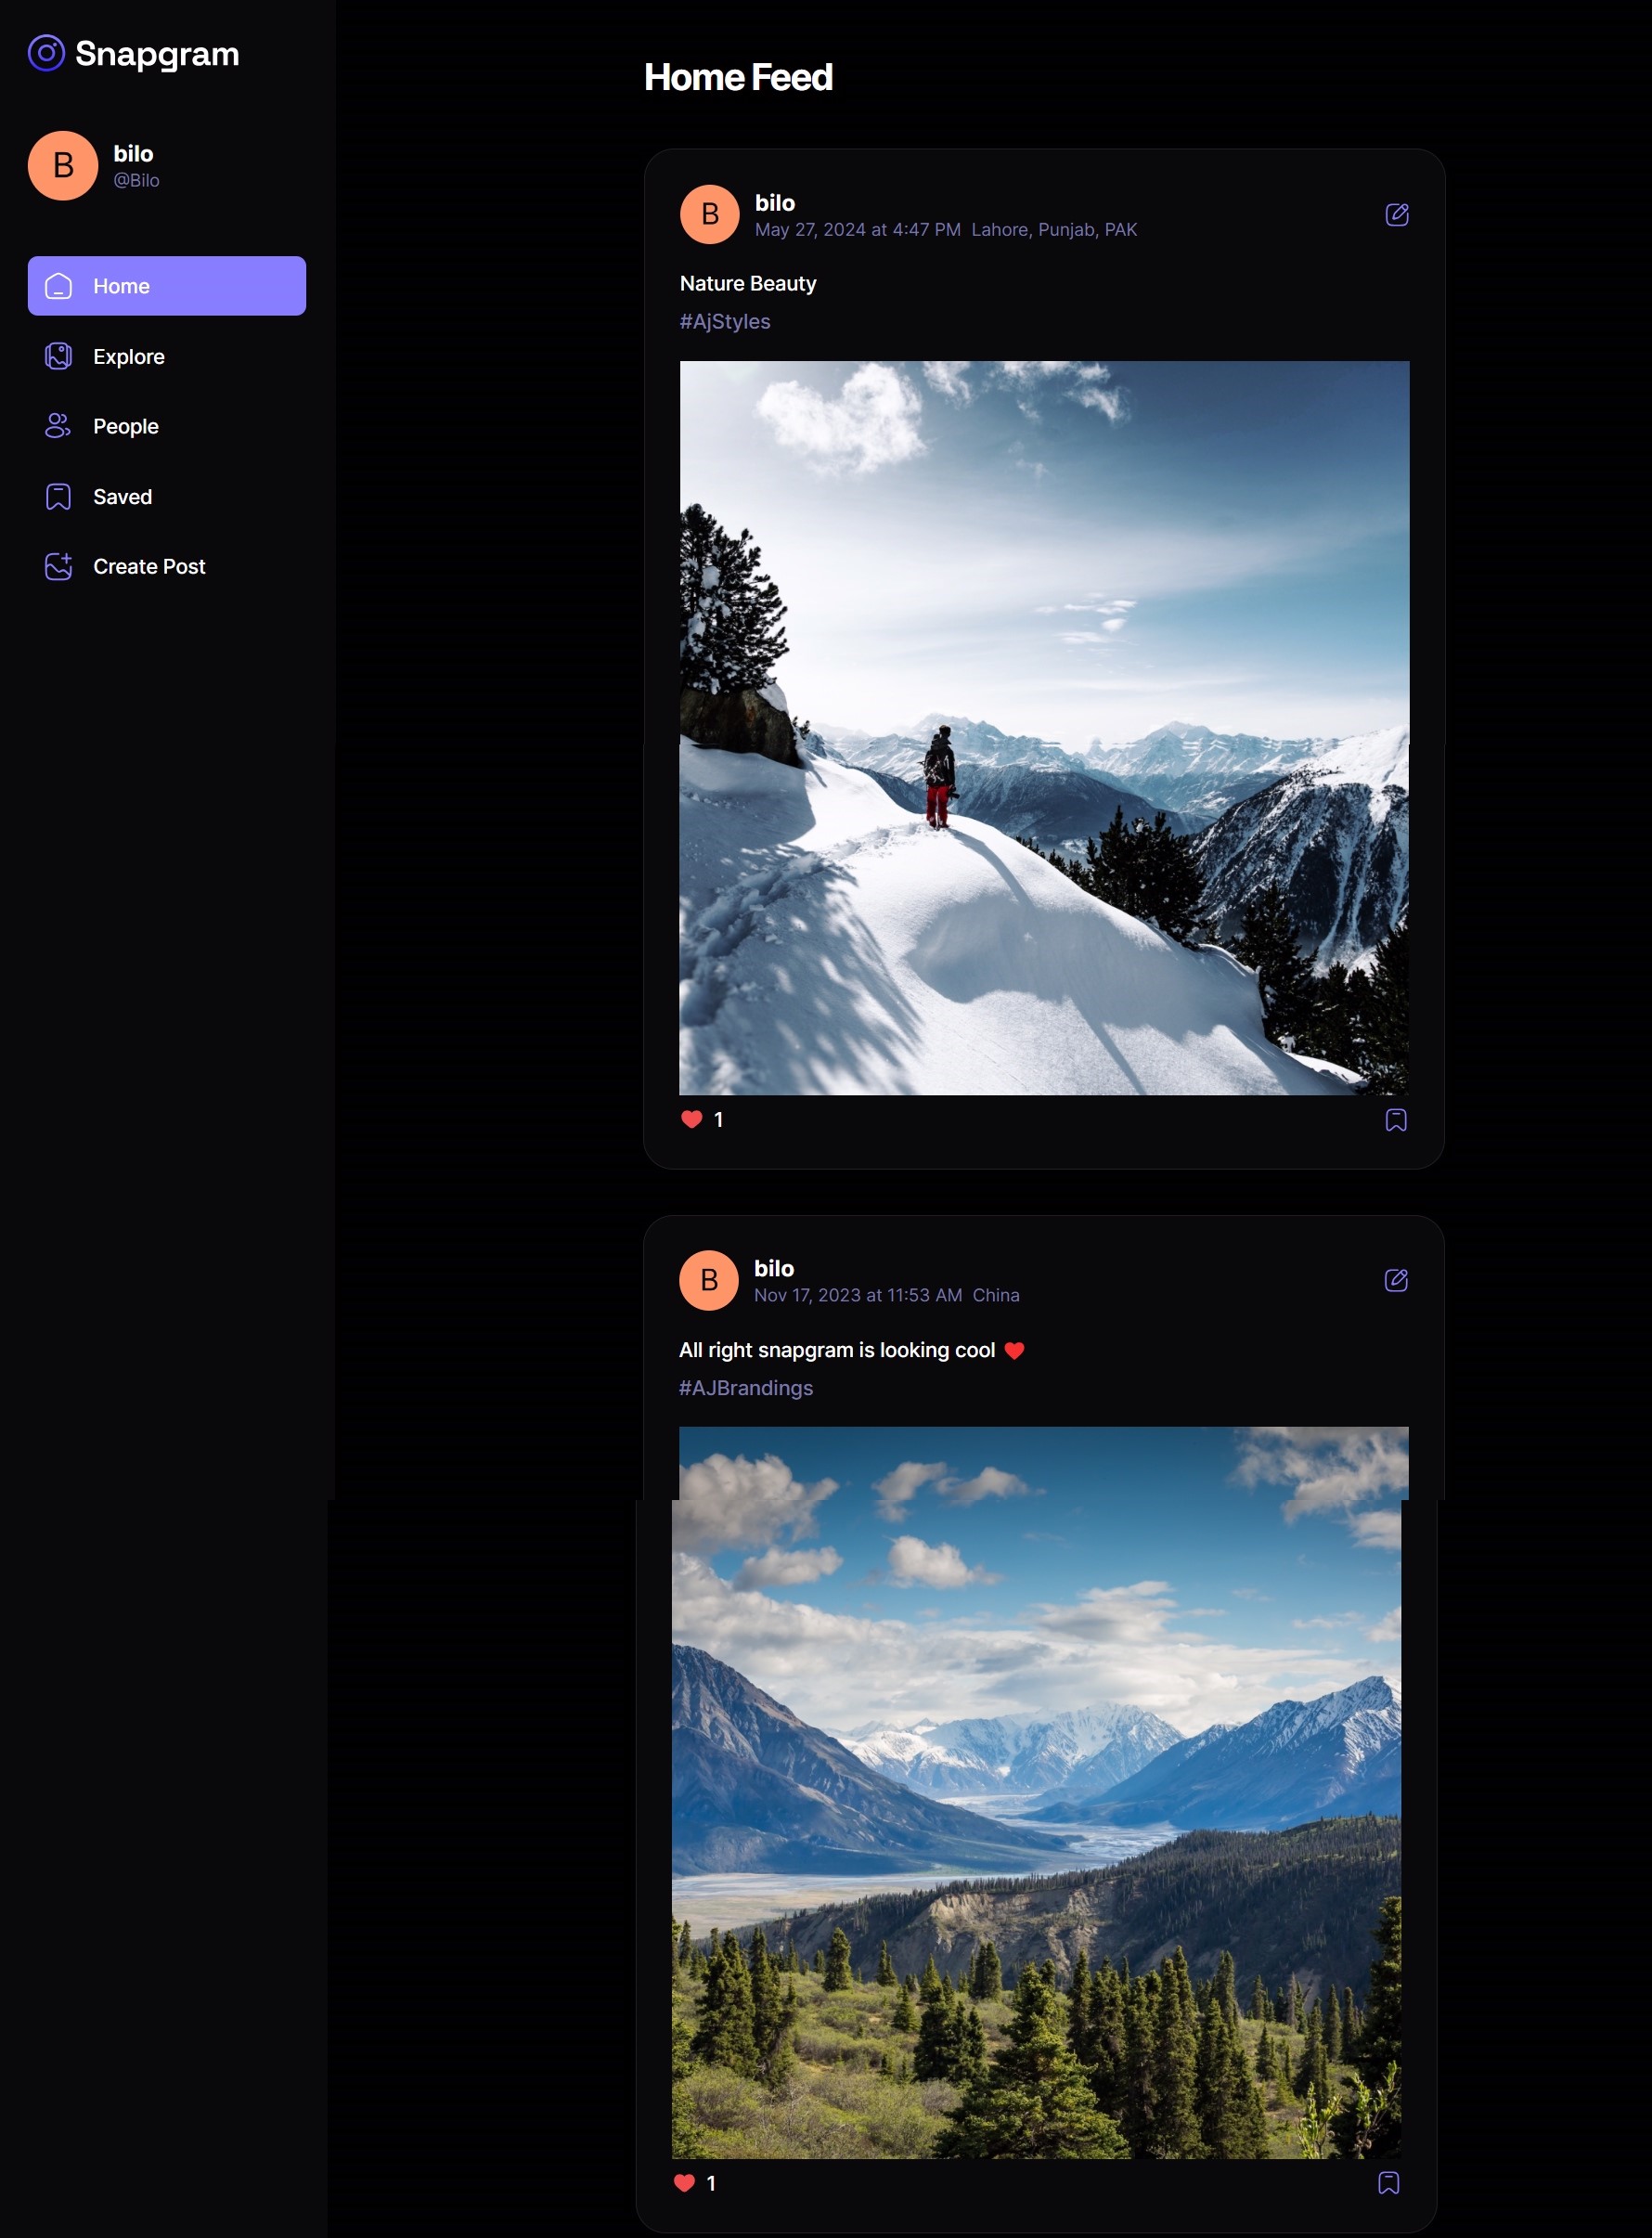 Snapgram
B
bilo
@Bilo
Home
Explore
People
Saved
Create Post
Home Feed
B
bilo
May 27, 2024 at 4:47 PM Lahore, Punjab, PAK
Nature Beauty
#AjStyles
1
B
bilo
Nov 17, 2023 at 11:53 AM China
All right snapgram is looking cool ❤️
#AJBrandings
1